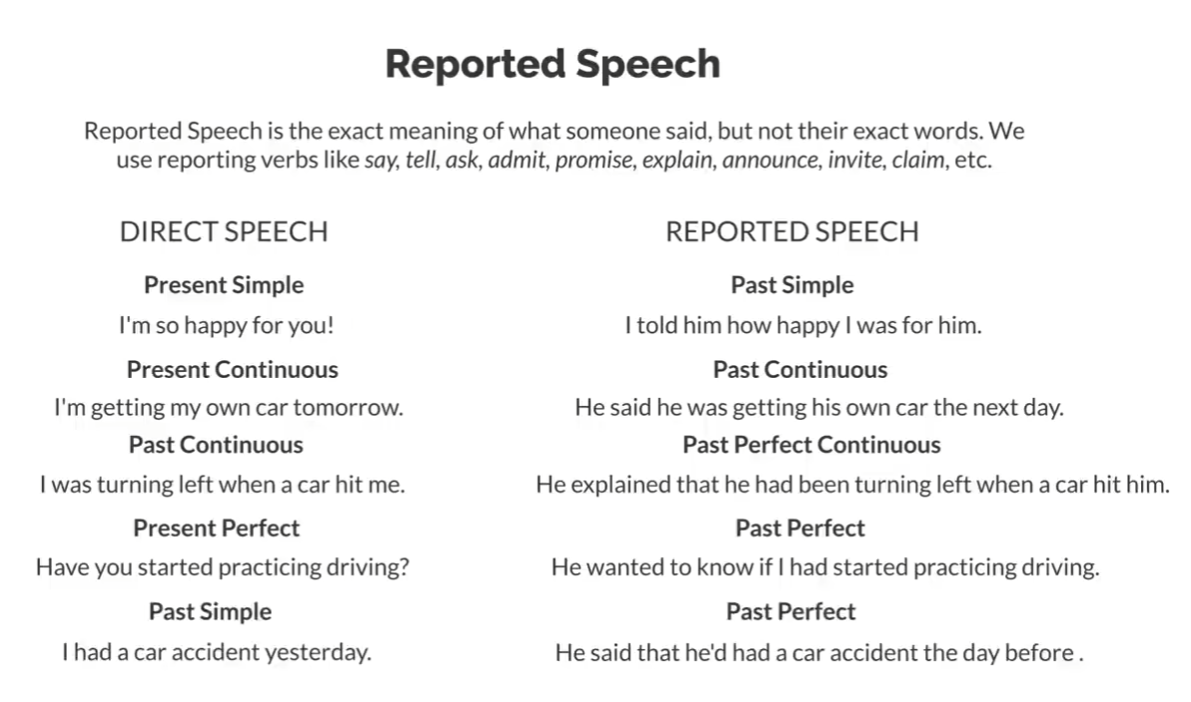 Reported Speech
Reported Speech is the exact meaning of what someone said, but not their exact words. We
use reporting verbs like say, tell, ask, admit, promise, explain, announce, invite, claim, etc.
DIRECT SPEECH
REPORTED SPEECH
Present Simple
Past Simple
I'm so happy for you!
I told him how happy I was for him.
Present Continuous
Past Continuous
I'm getting my own car tomorrow.
He said he was getting his own car the next day.
Past Continuous
Past Perfect Continuous
I was turning left when a car hit me.
He explained that he had been turning left when a car hit him.
Present Perfect
Past Perfect
Have you started practicing driving?
He wanted to know if I had started practicing driving.
Past Simple
Past Perfect
I had a car accident yesterday.
He said that he'd had a car accident the day before .